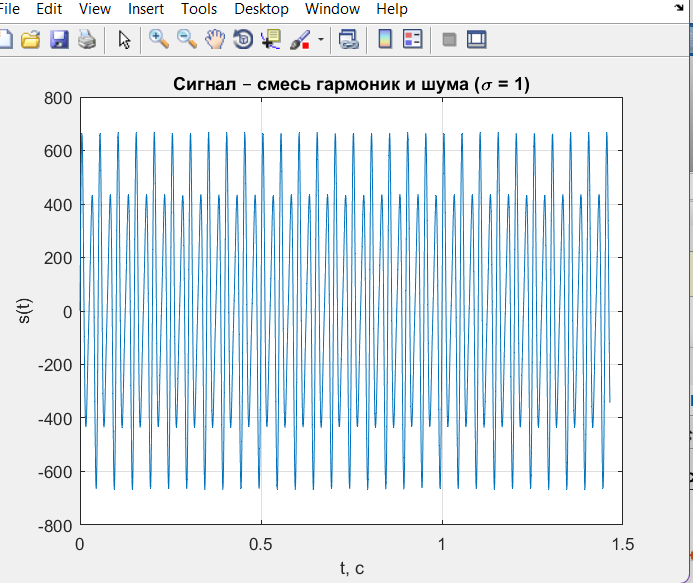 File Edit View Insert Tools Desktop Window Help
Сигнал – смесь гармоник и шума (σ = 1)
800
600
400
200
0
-200
-400
-600
-800
s(t)
0 0.5 1 1.5
t, с